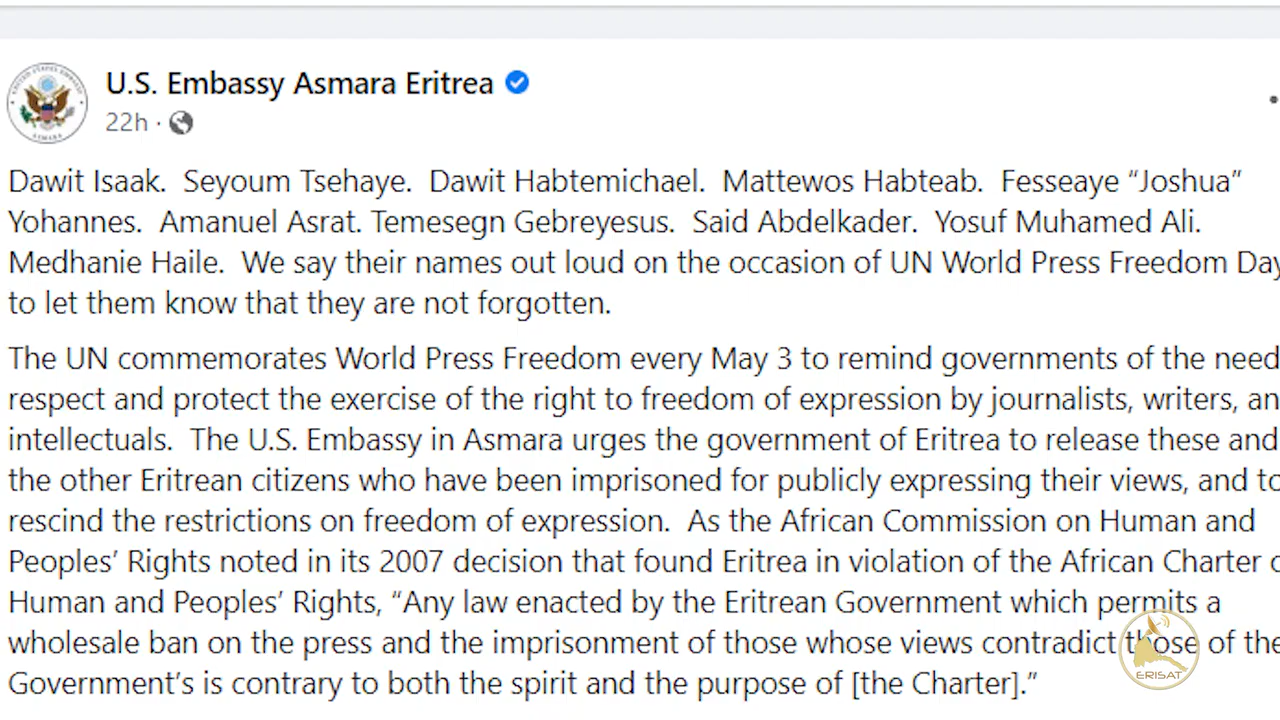 U.S. Embassy Asmara Eritrea
22h ·
Dawit Isaak. Seyoum Tsehaye. Dawit Habtemichael. Mattewos Habteab. Fesseaye “Joshua”
Yohannes. Amanuel Asrat. Temesegn Gebreyesus. Said Abdelkader. Yosuf Muhamed Ali.
Medhanie Haile. We say their names out loud on the occasion of UN World Press Freedom Day
to let them know that they are not forgotten.
The UN commemorates World Press Freedom every May 3 to remind governments of the need
respect and protect the exercise of the right to freedom of expression by journalists, writers, an
intellectuals. The U.S. Embassy in Asmara urges the government of Eritrea to release these and
the other Eritrean citizens who have been imprisoned for publicly expressing their views, and to
rescind the restrictions on freedom of expression. As the African Commission on Human and
Peoples’ Rights noted in its 2007 decision that found Eritrea in violation of the African Charter
Human and Peoples’ Rights, “Any law enacted by the Eritrean Government which permits a
wholesale ban on the press and the imprisonment of those whose views contradict those of the
Government’s is contrary to both the spirit and the purpose of [the Charter].”
ERISAT